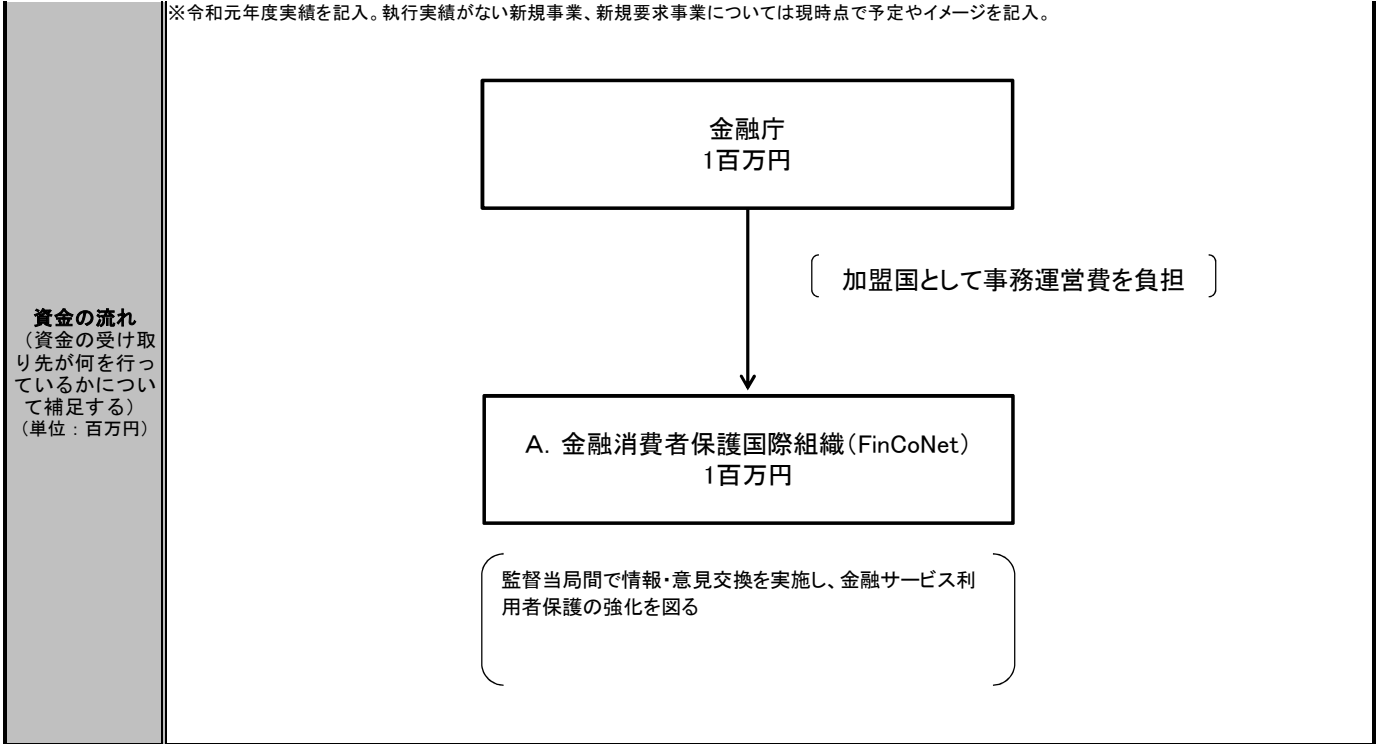 ※令和元年度実績を記入。執行実績がない新規事業、新規要求事業については現時点で予定やイメージを記入。
資金の流れ
（資金の受け取
り先が何を行っ
ているかについ
て補足する）
（単位：百万円）
金融庁
1百万円
加盟国として事務運営費を負担
A. 金融消費者保護国際組織（FinCoNet）
1百万円
監督当局間で情報・意見交換を実施し、金融サービス利
用者保護の強化を図る